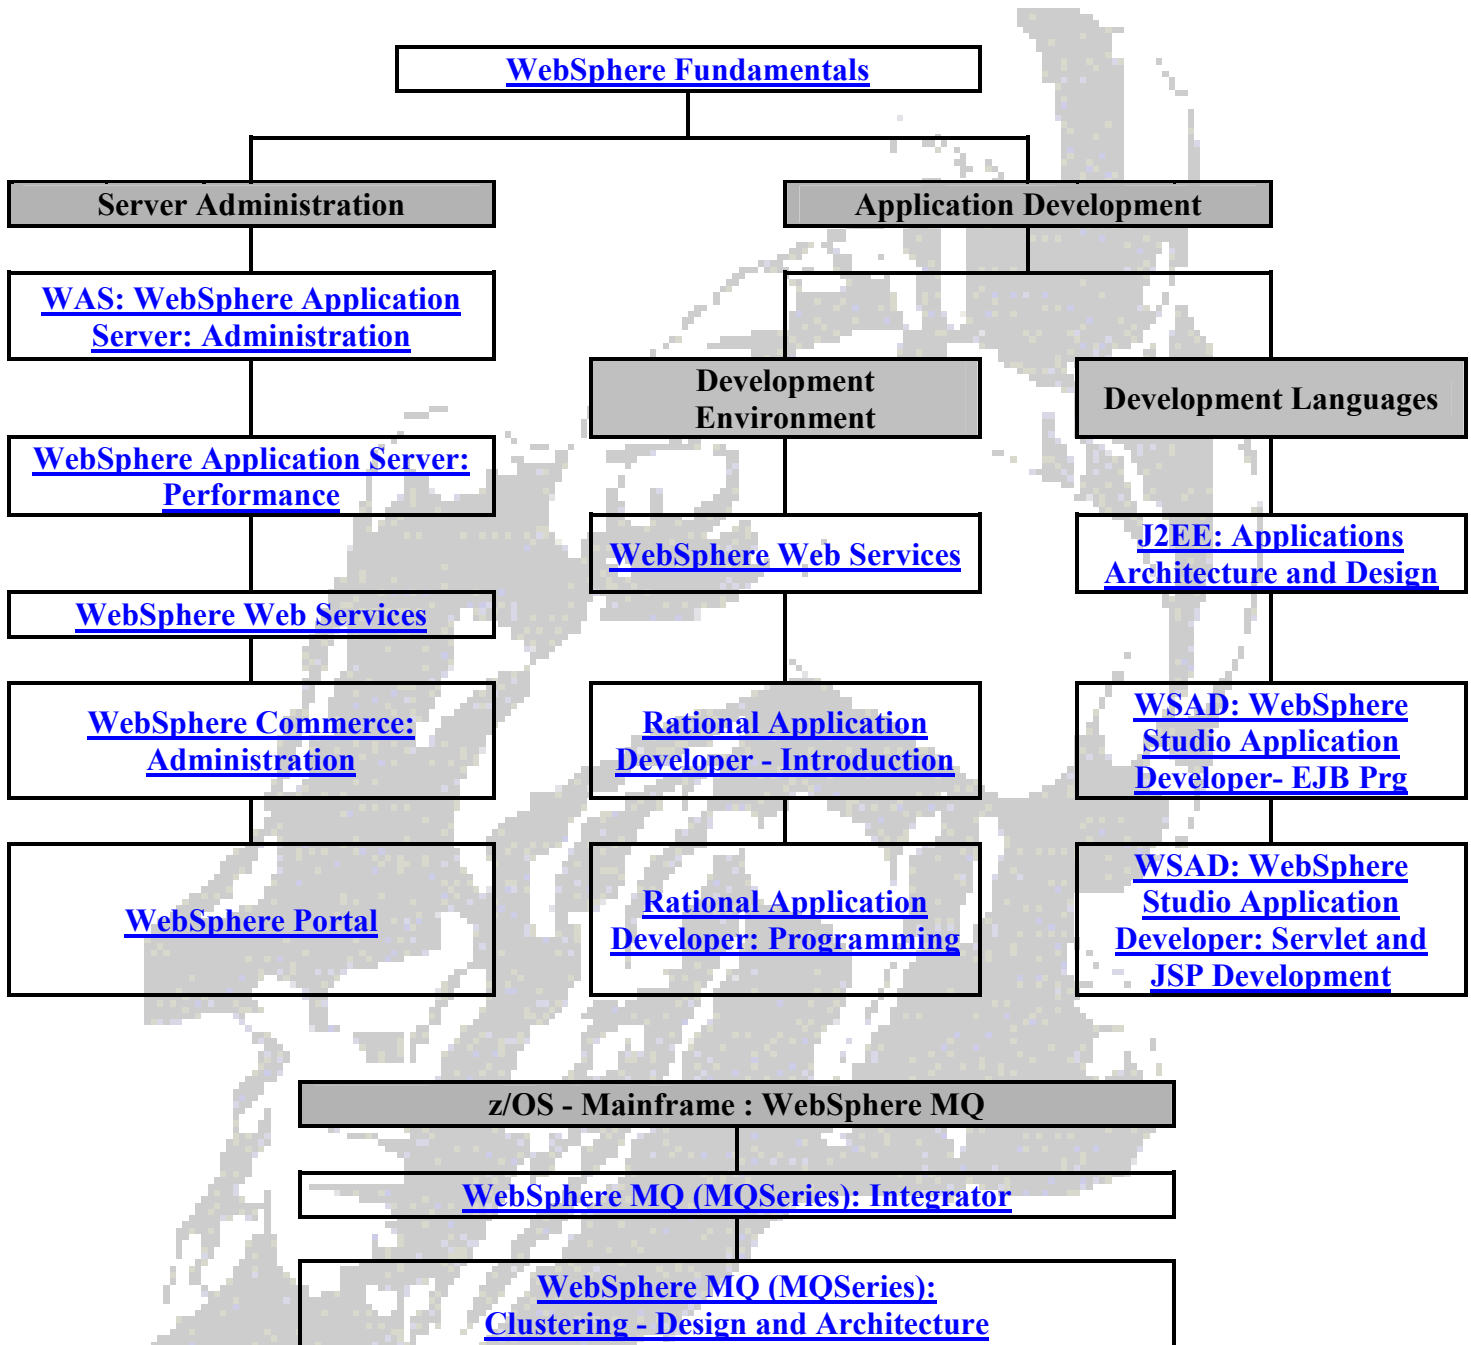 WebSphere Fundamentals
Server Administration
Application Development
WAS: WebSphere Application
Server: Administration
Development
Environment
Development Languages
WebSphere Application Server:
Performance
WebSphere Web Services
J2EE: Applications
Architecture and Design
WebSphere Web Services
WebSphere Commerce:
Administration
Rational Application
Developer - Introduction
WSAD: WebSphere
Studio Application
Developer- EJB Prg
WebSphere Portal
Rational Application
Developer: Programming
WSAD: WebSphere
Studio Application
Developer: Servlet and
JSP Development
z/OS - Mainframe : WebSphere MQ
WebSphere MQ (MQSeries): Integrator
WebSphere MQ (MQSeries):
Clustering - Design and Architecture